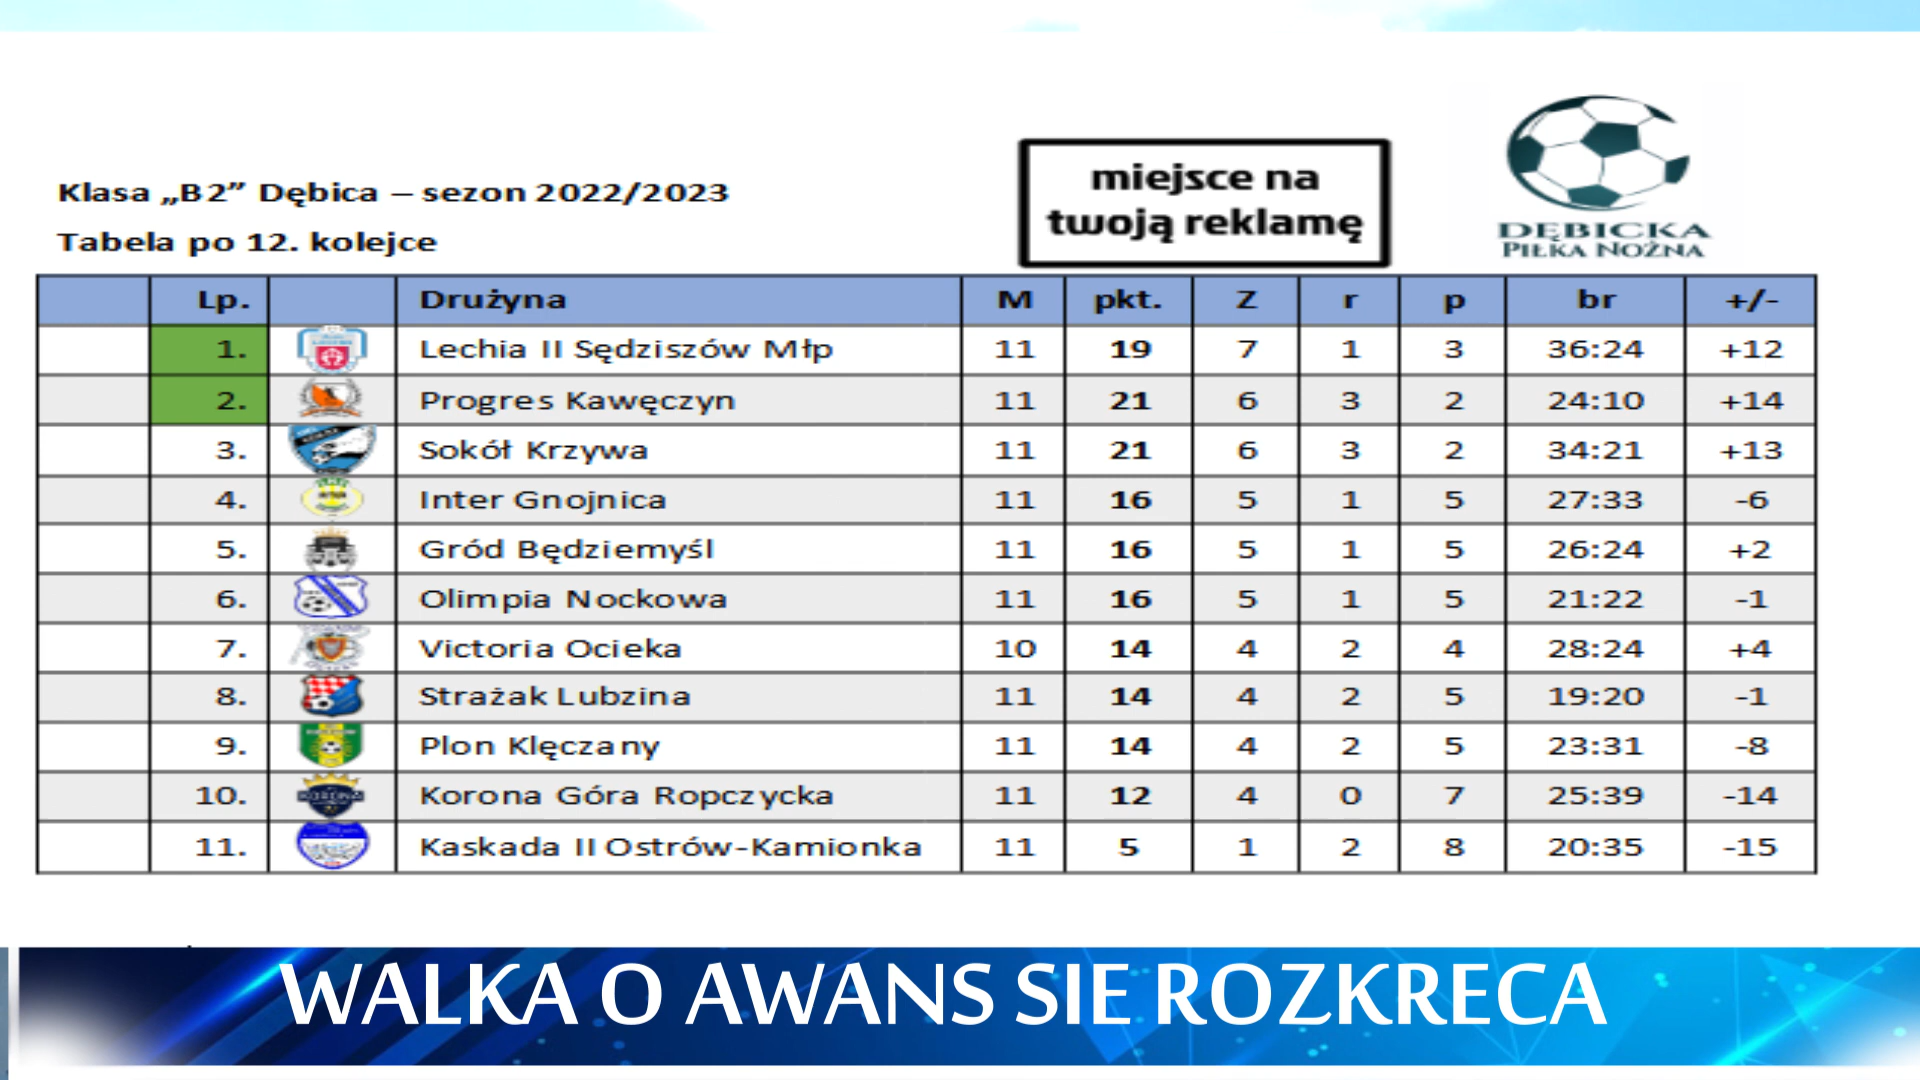 miejsce na
twoją reklamę
DĘBICKA
PIŁKA NOŻNA
Klasa „B2” Dębica – sezon 2022/2023
Tabela po 12. kolejce
Lp. Drużyna M pkt. Z r p br +/-
1. Lechia II Sędziszów Młp 11 19 7 1 3 36:24 +12
2. Progres Kawęczyn 11 21 6 3 2 24:10 +14
3. Sokół Krzywa 11 21 6 3 2 34:21 +13
4. Inter Gnojnica 11 16 5 1 5 27:33 -6
5. Gród Będziemyśl 11 16 5 1 5 26:24 +2
6. Olimpia Nockowa 11 16 5 1 5 21:22 -1
7. Victoria Ocieka 10 14 4 2 4 28:24 +4
8. Strażak Lubzina 11 14 4 2 5 19:20 -1
9. Plon Klęczany 11 14 4 2 5 23:31 -8
10. KORONA Korona Góra Ropczycka 11 12 4 0 7 25:39 -14
11. Kaskada II Ostrów-Kamionka 11 5 1 2 8 20:35 -15
WALKA O AWANS SIE ROZKRECA